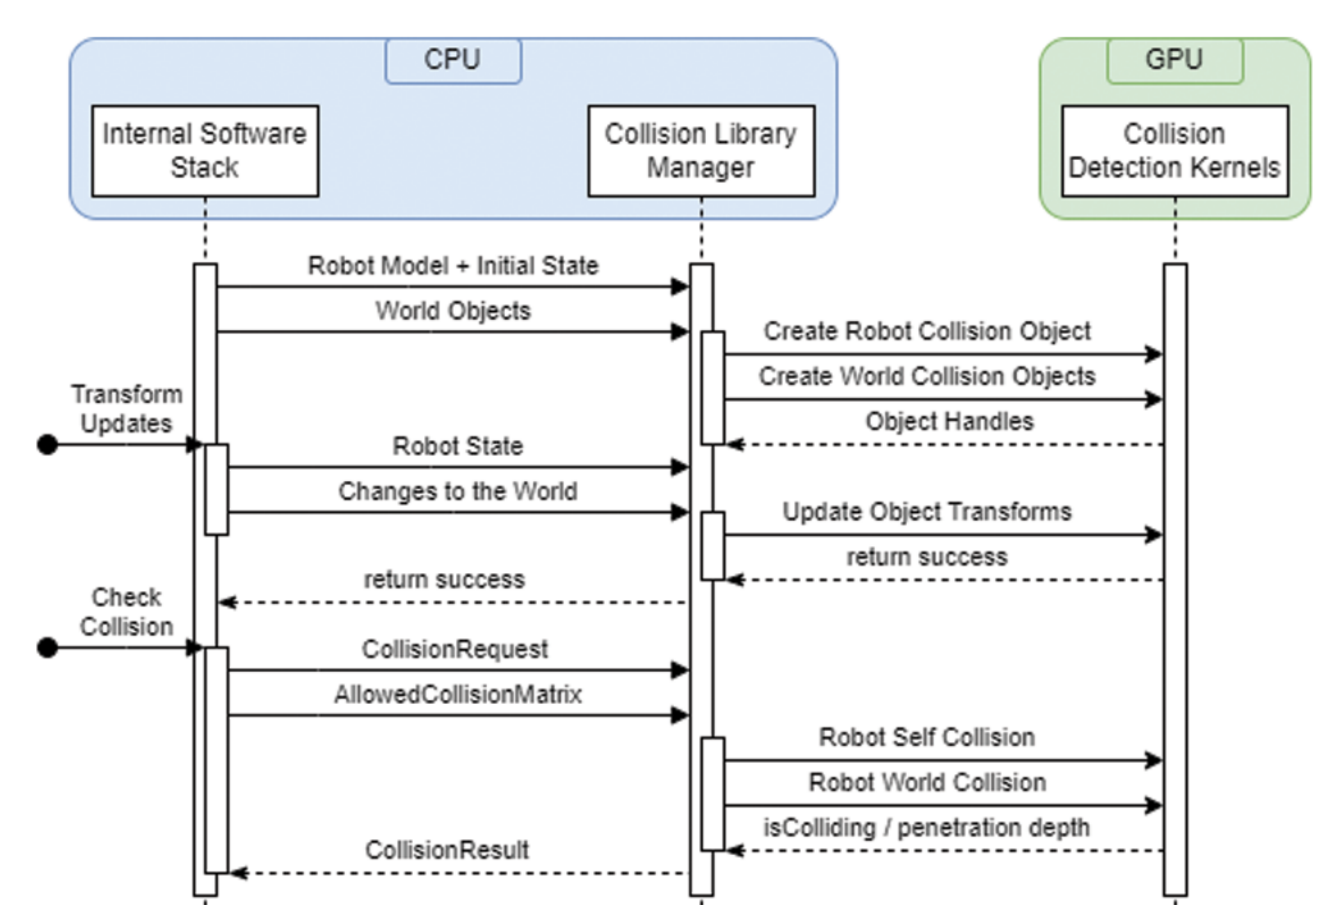 CPU
GPU
Internal Software
Stack
Collision Library
Manager
Collision
Detection Kernels
Robot Model + Initial State
World Objects
Create Robot Collision Object
Create World Collision Objects
Object Handles
Transform
Updates
Robot State
Changes to the World
Update Object Transforms
return success
return success
Check
Collision
CollisionRequest
AllowedCollisionMatrix
Robot Self Collision
Robot World Collision
isColliding / penetration depth
CollisionResult